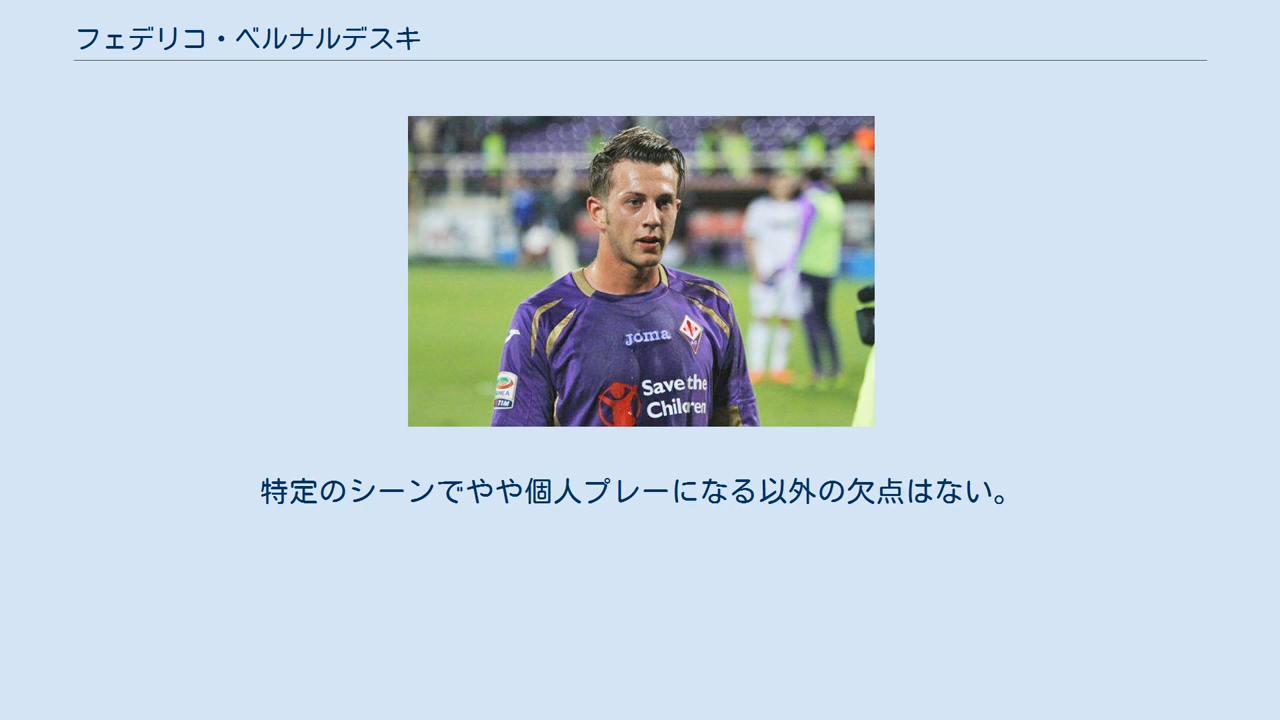 フェデリコ・ベルナルデスキ
Joma
Save the
Children
TIM
特定のシーンでやや個人プレーになる以外の欠点はない。